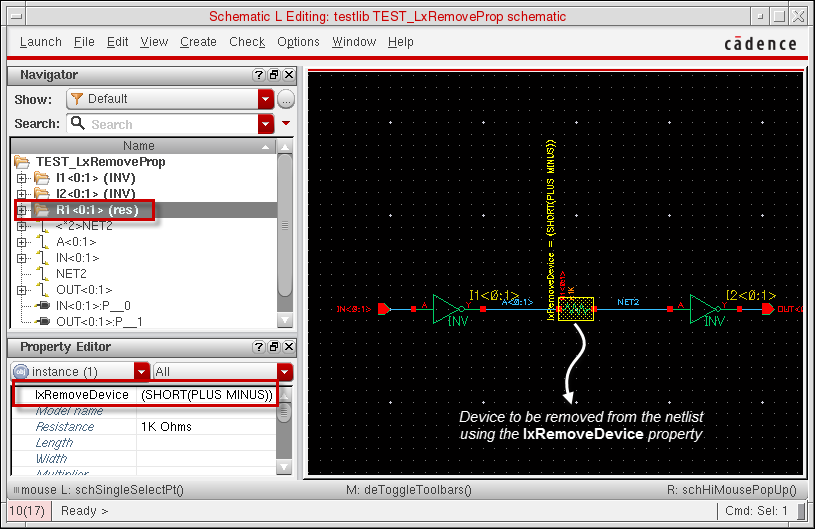 Schematic L Editing: testlib TEST_LxRemoveProp schematic
Launch File Edit View Create Check Options Window Help
cādence
Navigator
Show: Default
Search: Search
Name
TEST_LxRemoveProp
I1<0:1> (INV)
I2<0:1> (INV)
R1<0:1> (res)
<*2>NET2
A<0:1>
IN<0:1>
NET2
OUT<0:1>
IN<0:1>:P__0
OUT<0:1>:P__1
Property Editor
instance (1) All
lxRemoveDevice (SHORT(PLUS MINUS))
Model name
Resistance 1K Ohms
Length
Width
Multiplier
lxRemoveDevice = (SHORT(PLUS MINUS))
R1<0:1>
1K
IN<0:1> A Y I1<0:1> A<0:1> NET2 A Y I2<0:1> OUT<0
INV INV
Device to be removed from the netlist
using the lxRemoveDevice property
mouse L: schSingleSelectPt() M: deToggleToolbars() R: schHiMousePopUp()
10(17) Ready > Cmd: Sel: 1